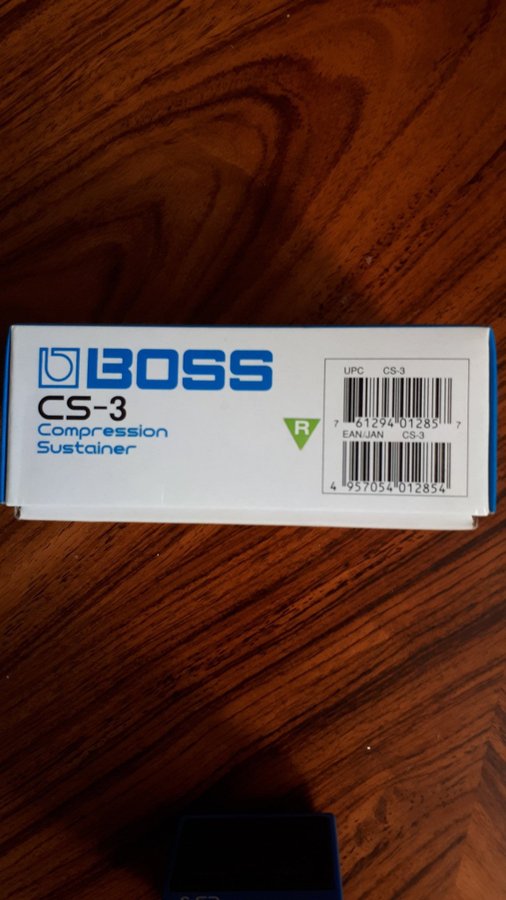 BOSS
CS-3
Compression
Sustainer
R
UPC CS-3
7 61294 01285 7
EAN/JAN CS-3
4 957054 012854